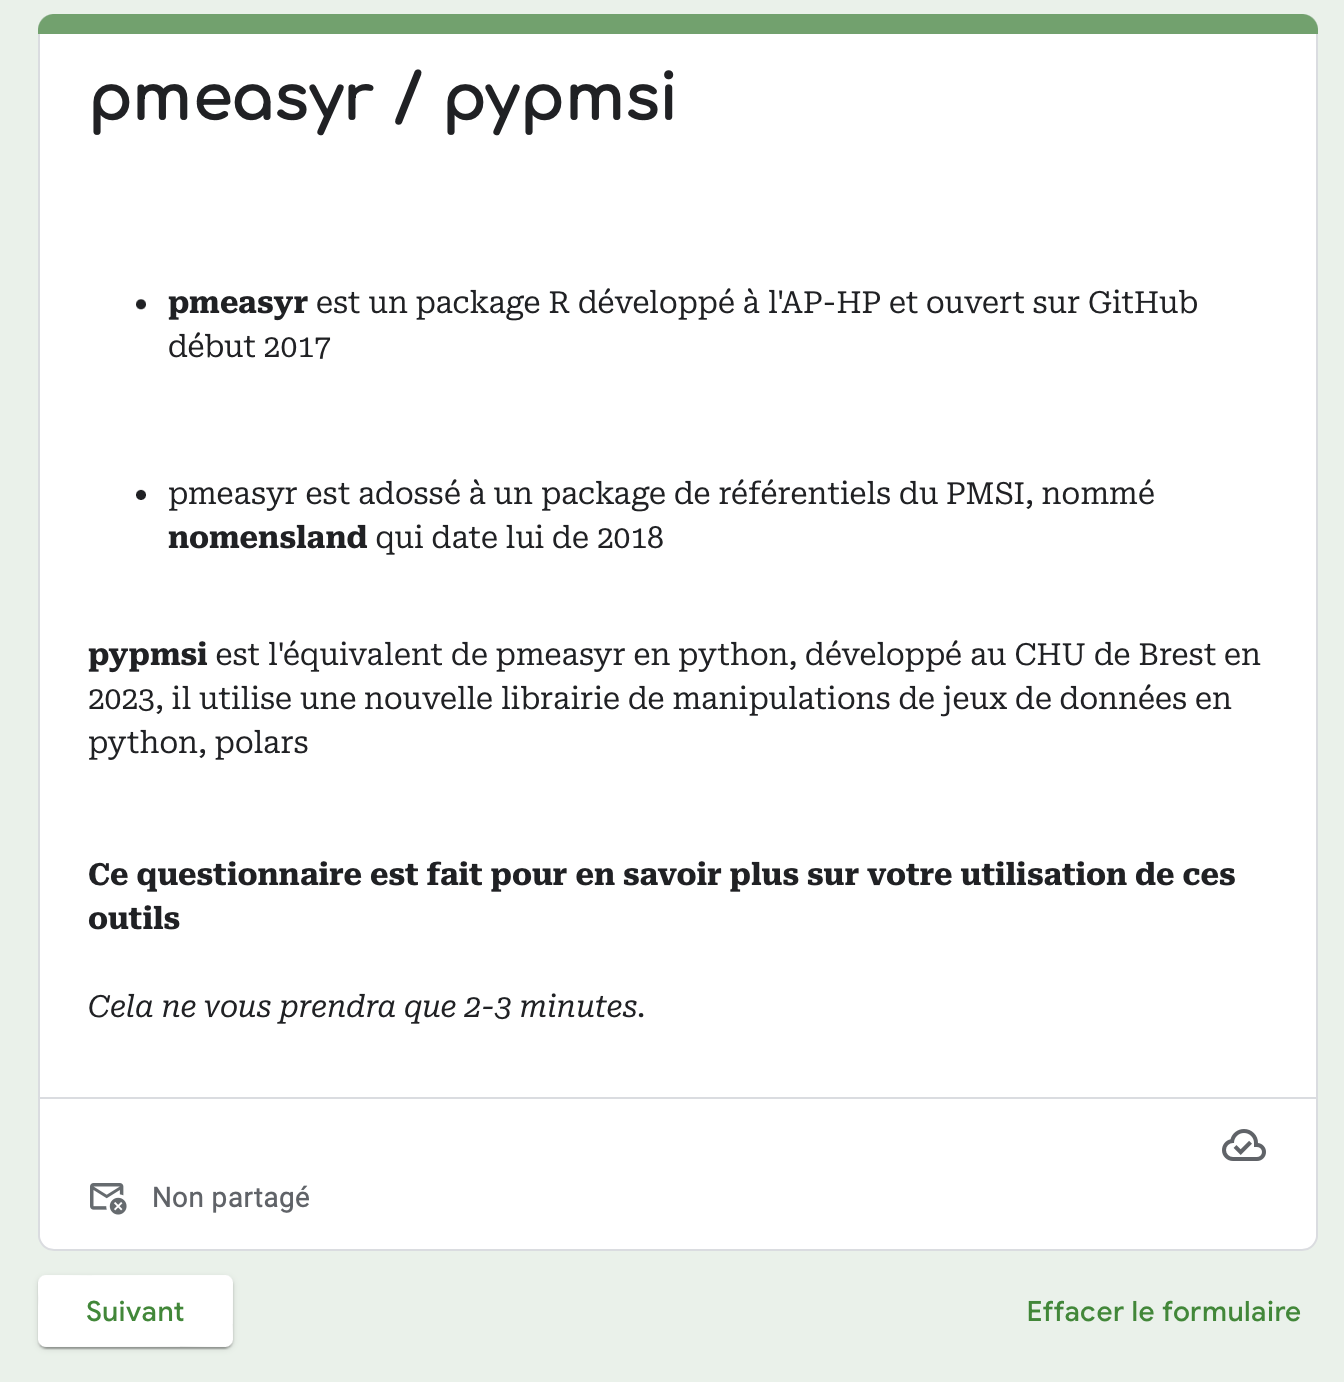 pmeasyr / pypmsi
• pmeasyr est un package R développé à l'AP-HP et ouvert sur GitHub
début 2017
• pmeasyr est adossé à un package de référentiels du PMSI, nommé
nomensland qui date lui de 2018
pypmsi est l'équivalent de pmeasyr en python, développé au CHU de Brest en
2023, il utilise une nouvelle librairie de manipulations de jeux de données en
python, polars
Ce questionnaire est fait pour en savoir plus sur votre utilisation de ces
outils
Cela ne vous prendra que 2-3 minutes.
Non partagé
Suivant
Effacer le formulaire